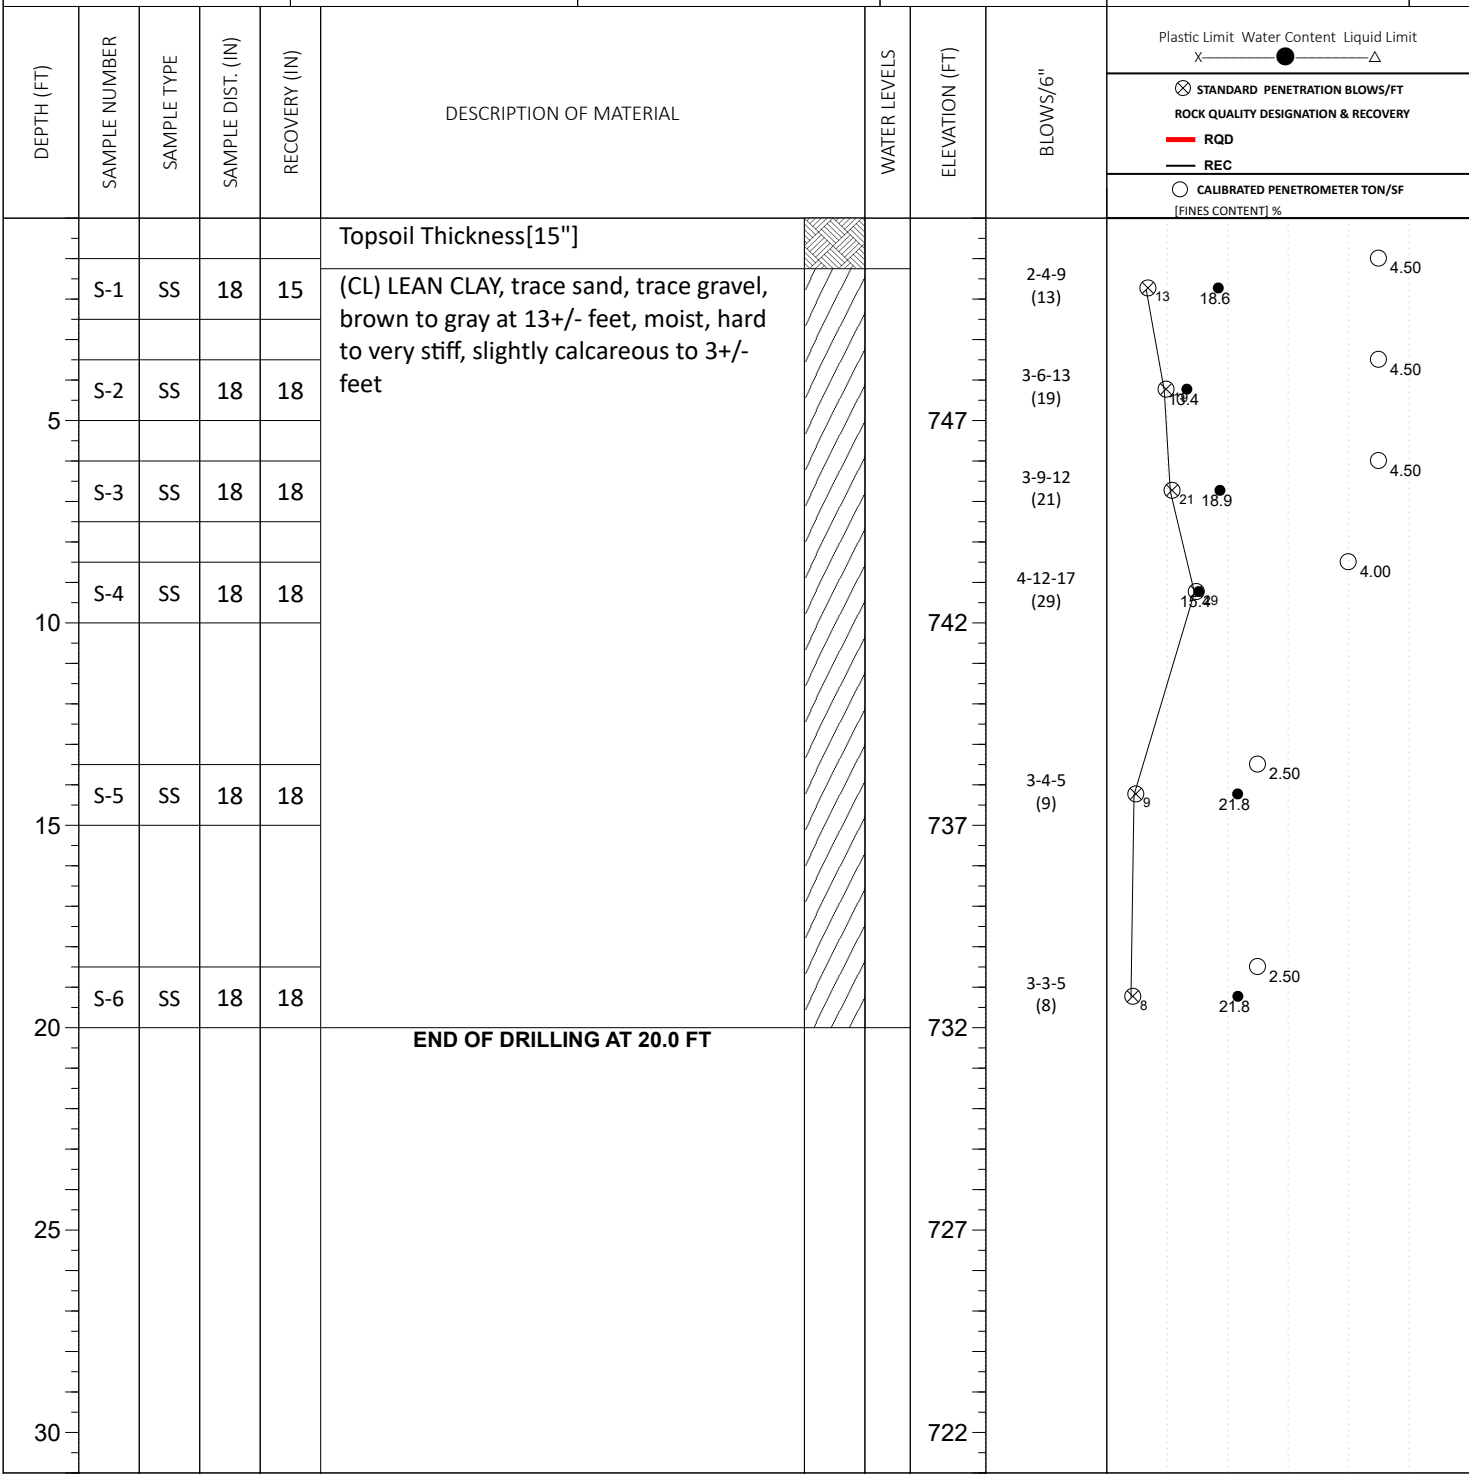 DEPTH (FT)
SAMPLE NUMBER
SAMPLE TYPE
SAMPLE DIST. (IN)
RECOVERY (IN)
DESCRIPTION OF MATERIAL
WATER LEVELS
ELEVATION (FT)
BLOWS/6"
Plastic Limit Water Content Liquid Limit
X
STANDARD PENETRATION BLOWS/FT
ROCK QUALITY DESIGNATION & RECOVERY
RQD
REC
CALIBRATED PENETROMETER TON/SF
[FINES CONTENT] %
Topsoil Thickness[15"]
4.50
S-1 SS 18 15
(CL) LEAN CLAY, trace sand, trace gravel,
brown to gray at 13+/- feet, moist, hard
to very stiff, slightly calcareous to 3+/-
feet
2-4-9
(13)
13 18.6
4.50
S-2 SS 18 18
3-6-13
(19)
19 13.4
5 747
4.50
S-3 SS 18 18
3-9-12
(21)
21 18.9
4.00
S-4 SS 18 18
4-12-17
(29)
15.4 29
10 742
2.50
S-5 SS 18 18
3-4-5
(9)
9 21.8
15 737
2.50
S-6 SS 18 18
3-3-5
(8)
8 21.8
20 732
END OF DRILLING AT 20.0 FT
25 727
30 722